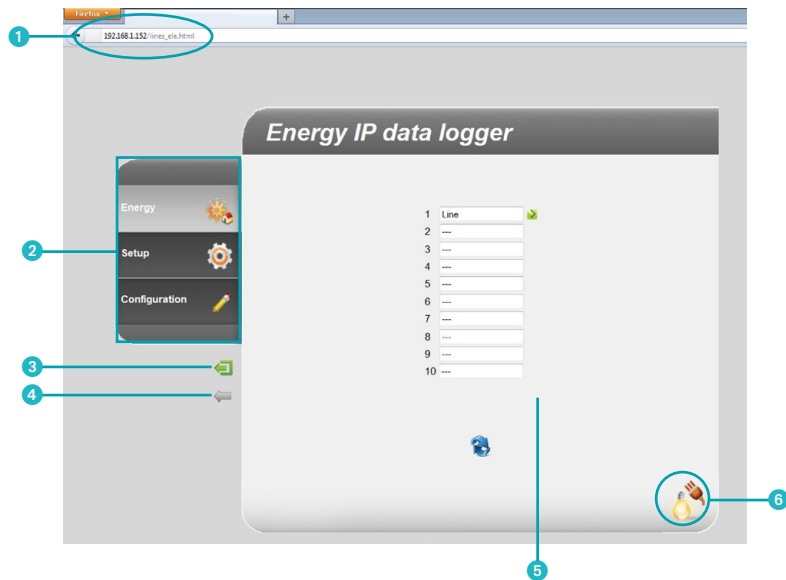 Firefox
+
1
192.168.1.152/lines_ele.html
Energy IP data logger
Energy
2
Setup
Configuration
3
4
1 Line
2 ---
3 ---
4 ---
5 ---
6 ---
7 ---
8 ---
9 ---
10 ---
6
5